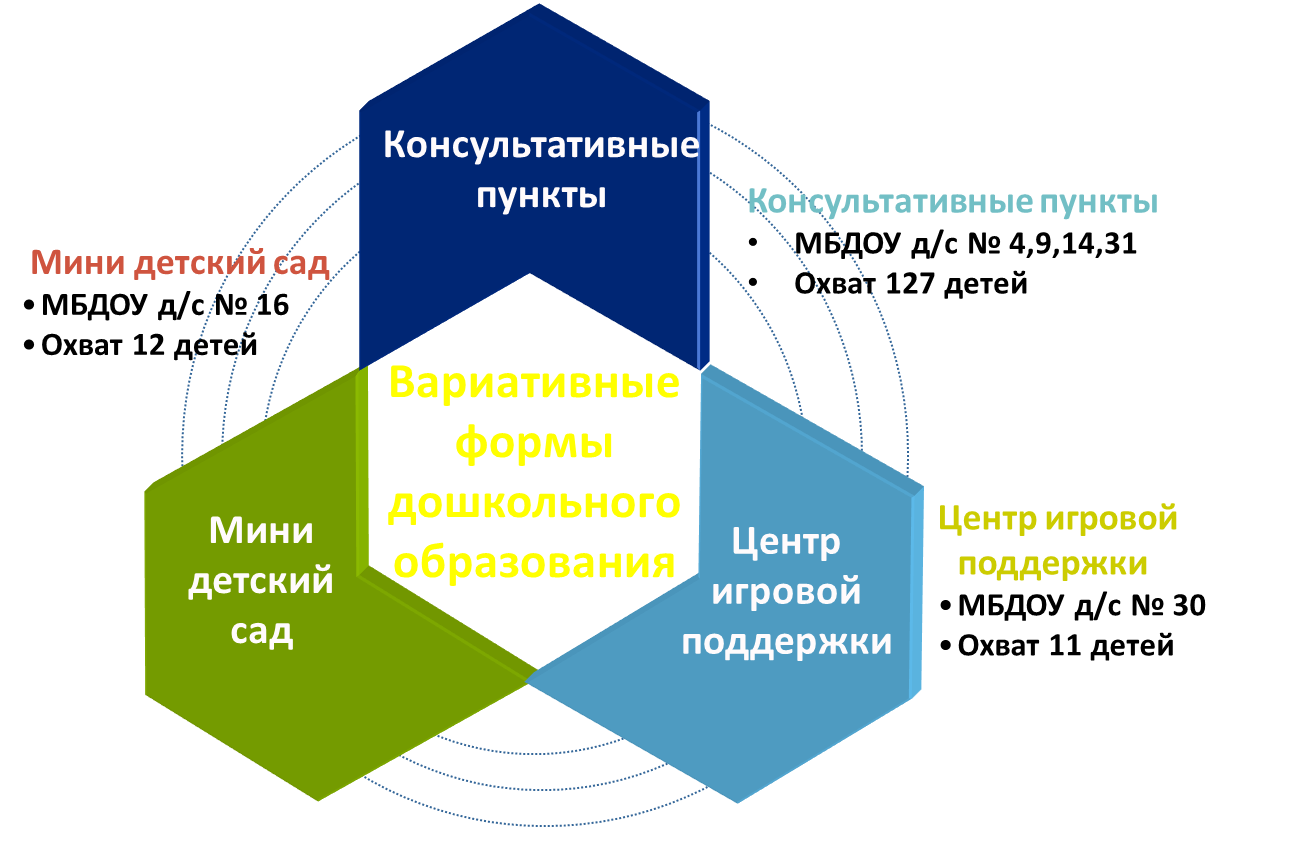 Консультативные
пункты
Консультативные пункты
• МБДОУ д/с № 4,9,14,31
• Охват 127 детей
Мини детский сад
• МБДОУ д/с № 16
• Охват 12 детей
Вариативные
формы
дошкольного
образования
Мини
детский
сад
Центр
игровой
поддержки
Центр игровой
поддержки
• МБДОУ д/с № 30
• Охват 11 детей